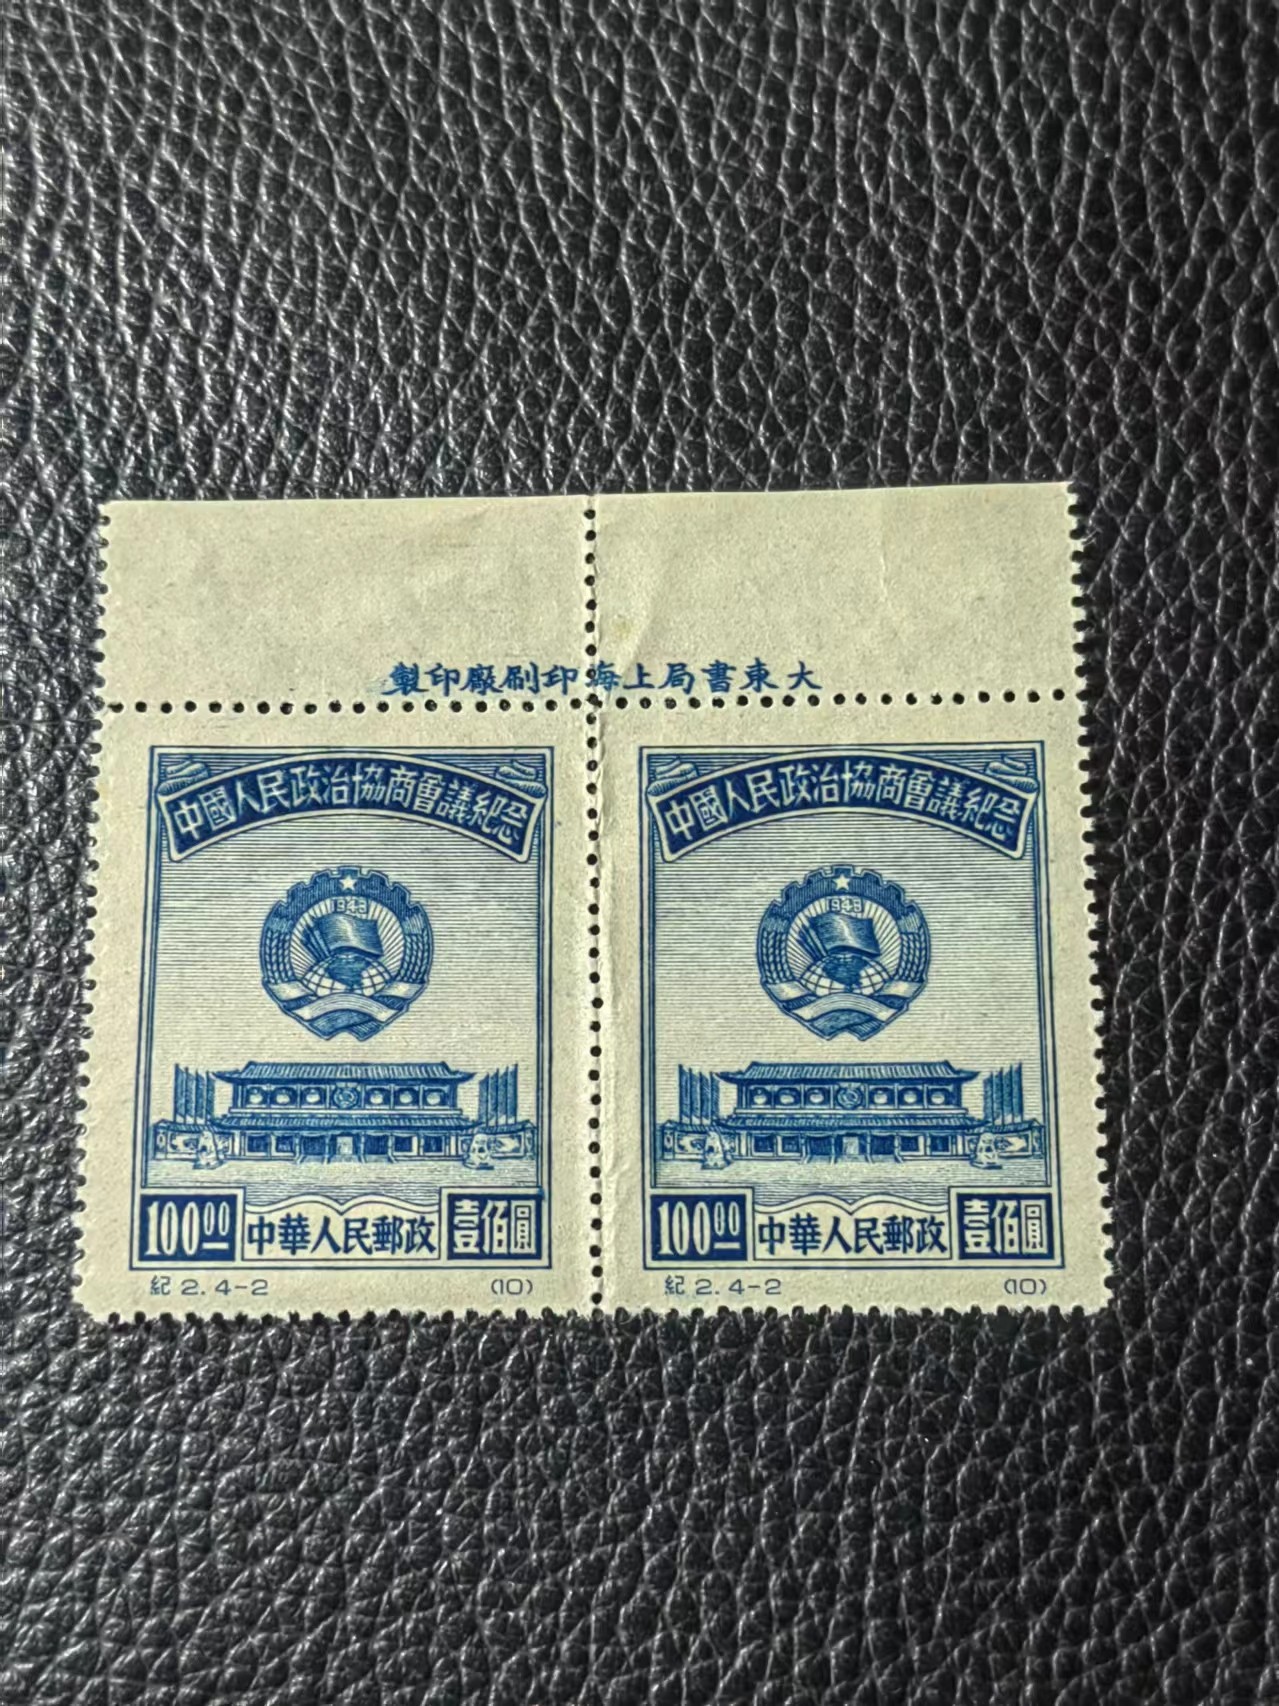 大東書局上海印刷廠印製
中國人民政治協商會議紀念
1949
100.00
中華人民郵政
壹佰圓
紀 2. 4-2
(10)
中國人民政治協商會議紀念
1949
100.00
中華人民郵政
壹佰圓
紀 2. 4-2
(10)